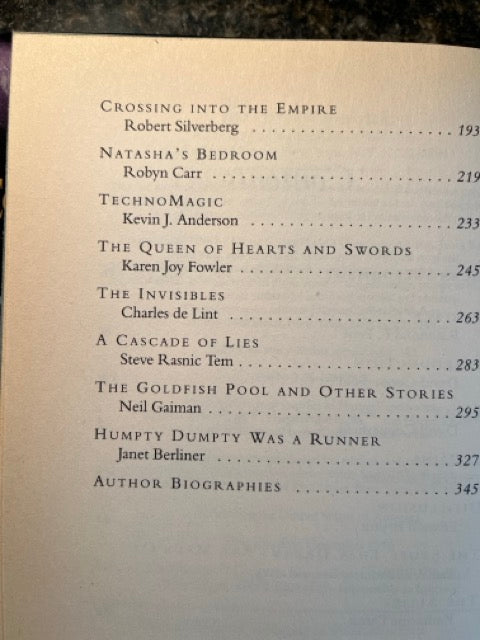 CROSSING INTO THE EMPIRE
Robert Silverberg . . . . . . . . . . . . . . . . . . . . . . . 193
NATASHA'S BEDROOM
Robyn Carr . . . . . . . . . . . . . . . . . . . . . . . . . . . 219
TECHNOMAGIC
Kevin J. Anderson . . . . . . . . . . . . . . . . . . . . . . . 233
THE QUEEN OF HEARTS AND SWORDS
Karen Joy Fowler . . . . . . . . . . . . . . . . . . . . . . . . 245
THE INVISIBLES
Charles de Lint . . . . . . . . . . . . . . . . . . . . . . . . . 263
A CASCADE OF LIES
Steve Rasnic Tem . . . . . . . . . . . . . . . . . . . . . . . . 283
THE GOLDFISH POOL AND OTHER STORIES
Neil Gaiman . . . . . . . . . . . . . . . . . . . . . . . . . . . 295
HUMPTY DUMPTY WAS A RUNNER
Janet Berliner . . . . . . . . . . . . . . . . . . . . . . . . . . 327
AUTHOR BIOGRAPHIES . . . . . . . . . . . . . . . . . 345